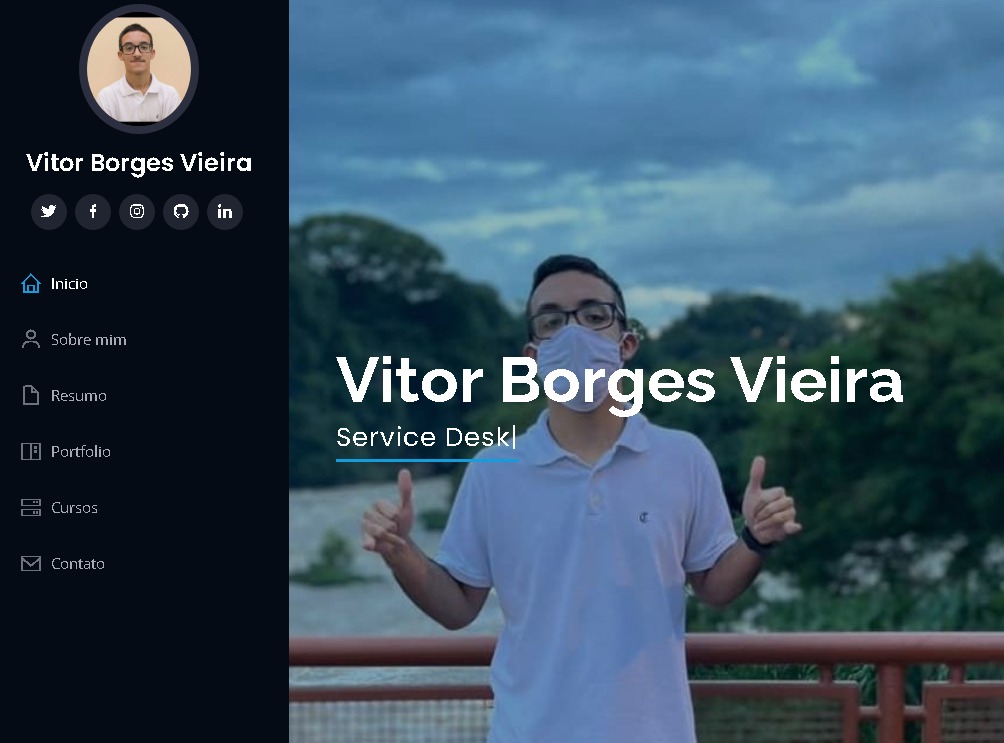 Vitor Borges Vieira
Inicio
Sobre mim
Resumo
Portfolio
Cursos
Contato
Vitor Borges Vieira
Service Desk|